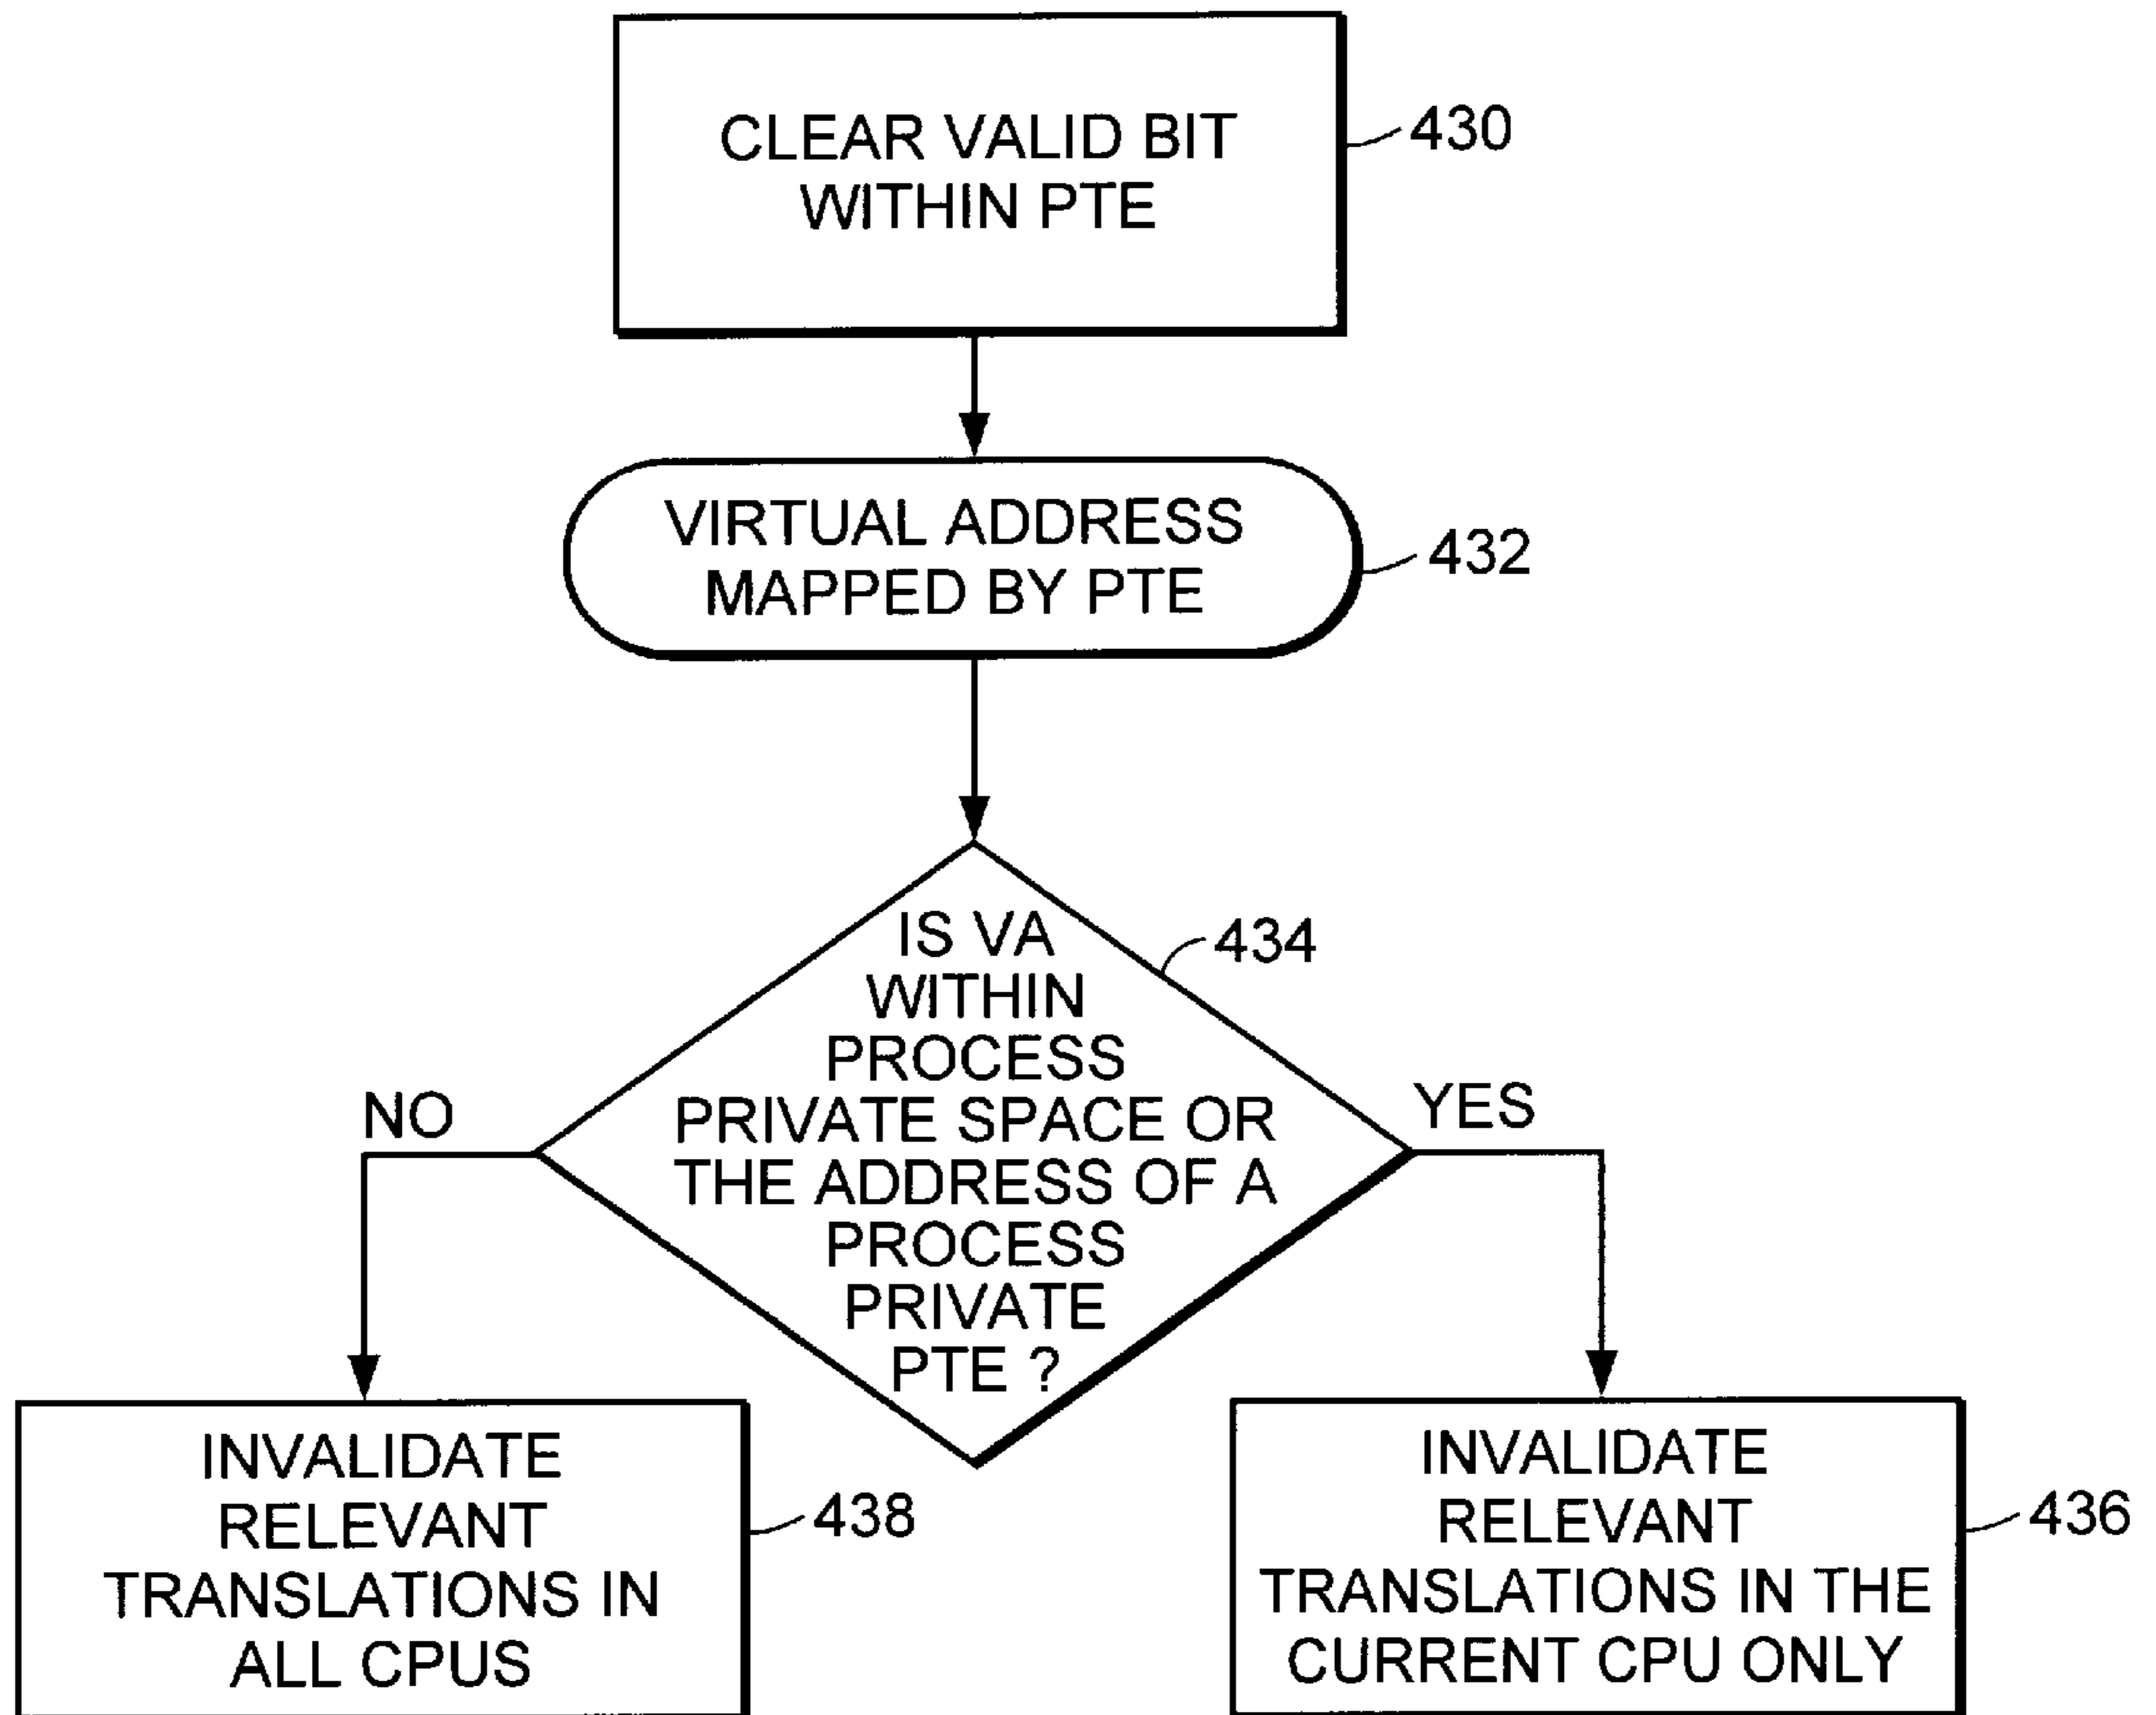 CLEAR VALID BIT
WITHIN PTE
430
VIRTUAL ADDRESS
MAPPED BY PTE
432
IS VA
WITHIN
PROCESS
PRIVATE SPACE OR
THE ADDRESS OF A
PROCESS
PRIVATE
PTE ?
434
NO
YES
INVALIDATE
RELEVANT
TRANSLATIONS IN
ALL CPUS
438
INVALIDATE
RELEVANT
TRANSLATIONS IN THE
CURRENT CPU ONLY
436